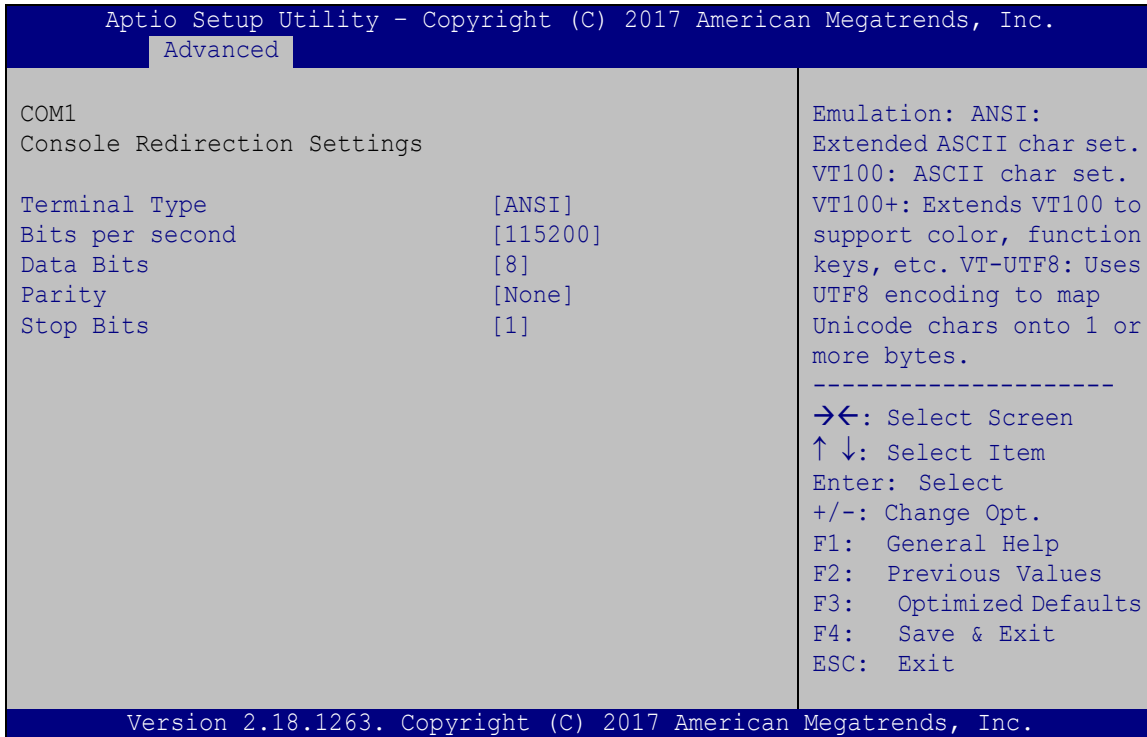 Aptio Setup Utility – Copyright (C) 2017 American Megatrends, Inc.
Advanced
COM1
Console Redirection Settings
Terminal Type [ANSI]
Bits per second [115200]
Data Bits [8]
Parity [None]
Stop Bits [1]
Emulation: ANSI:
Extended ASCII char set.
VT100: ASCII char set.
VT100+: Extends VT100 to
support color, function
keys, etc. VT-UTF8: Uses
UTF8 encoding to map
Unicode chars onto 1 or
more bytes.
---------------------
→←: Select Screen
↑ ↓: Select Item
Enter: Select
+/-: Change Opt.
F1: General Help
F2: Previous Values
F3: Optimized Defaults
F4: Save & Exit
ESC: Exit
Version 2.18.1263. Copyright (C) 2017 American Megatrends, Inc.